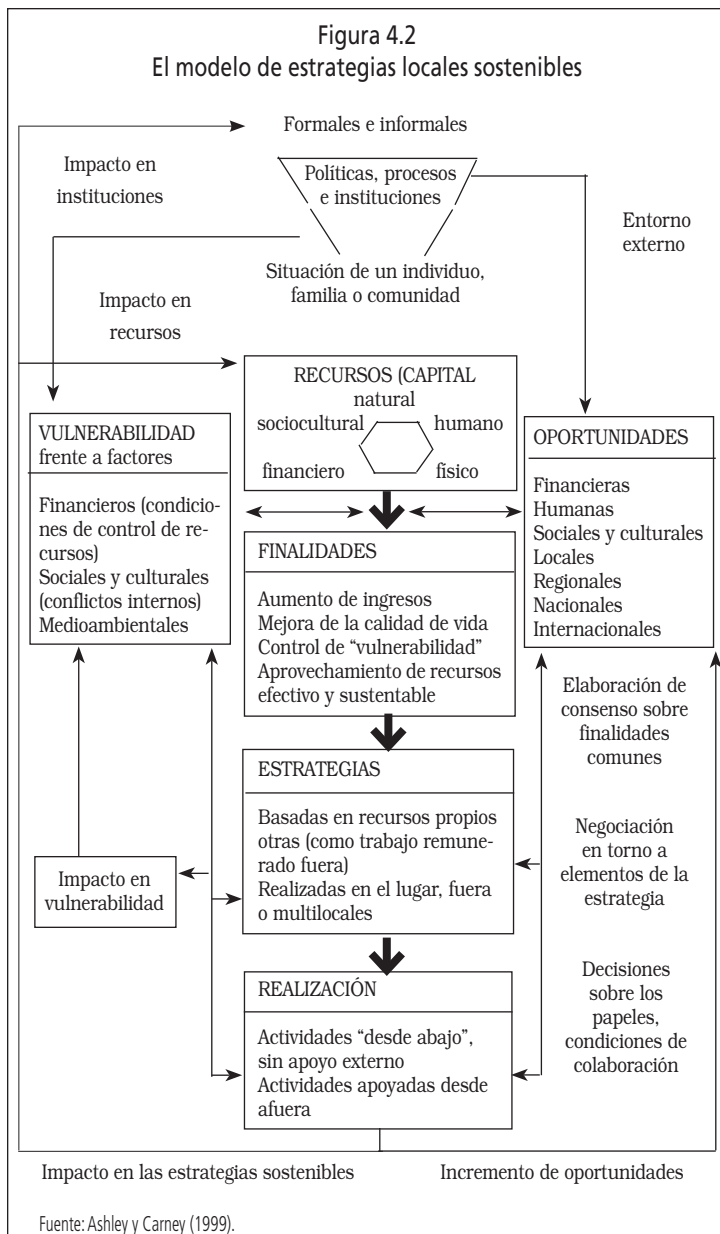 Figura 4.2
El modelo de estrategias locales sostenibles
Formales e informales
Impacto en
instituciones
Políticas, procesos
e instituciones
Entorno
externo
Situación de un individuo,
familia o comunidad
Impacto en
recursos
RECURSOS (CAPITAL
natural
sociocultural
humano
financiero
físico
VULNERABILIDAD
frente a factores
Financieros (condicio-
nes de control de re-
cursos)
Sociales y culturales
(conflictos internos)
Medioambientales
OPORTUNIDADES
Financieras
Humanas
Sociales y culturales
Locales
Regionales
Nacionales
Internacionales
FINALIDADES
Aumento de ingresos
Mejora de la calidad de vida
Control de “vulnerabilidad”
Aprovechamiento de recursos
efectivo y sustentable
Elaboración de
consenso sobre
finalidades
comunes
ESTRATEGIAS
Basadas en recursos propios
otras (como trabajo remune-
rado fuera)
Realizadas en el lugar, fuera
o multilocales
Impacto en
vulnerabilidad
Negociación
en torno a
elementos de la
estrategia
REALIZACIÓN
Actividades “desde abajo”,
sin apoyo externo
Actividades apoyadas desde
afuera
Decisiones
sobre los
papeles,
condiciones de
colaboración
Impacto en las estrategias sostenibles
Incremento de oportunidades
Fuente: Ashley y Carney (1999).